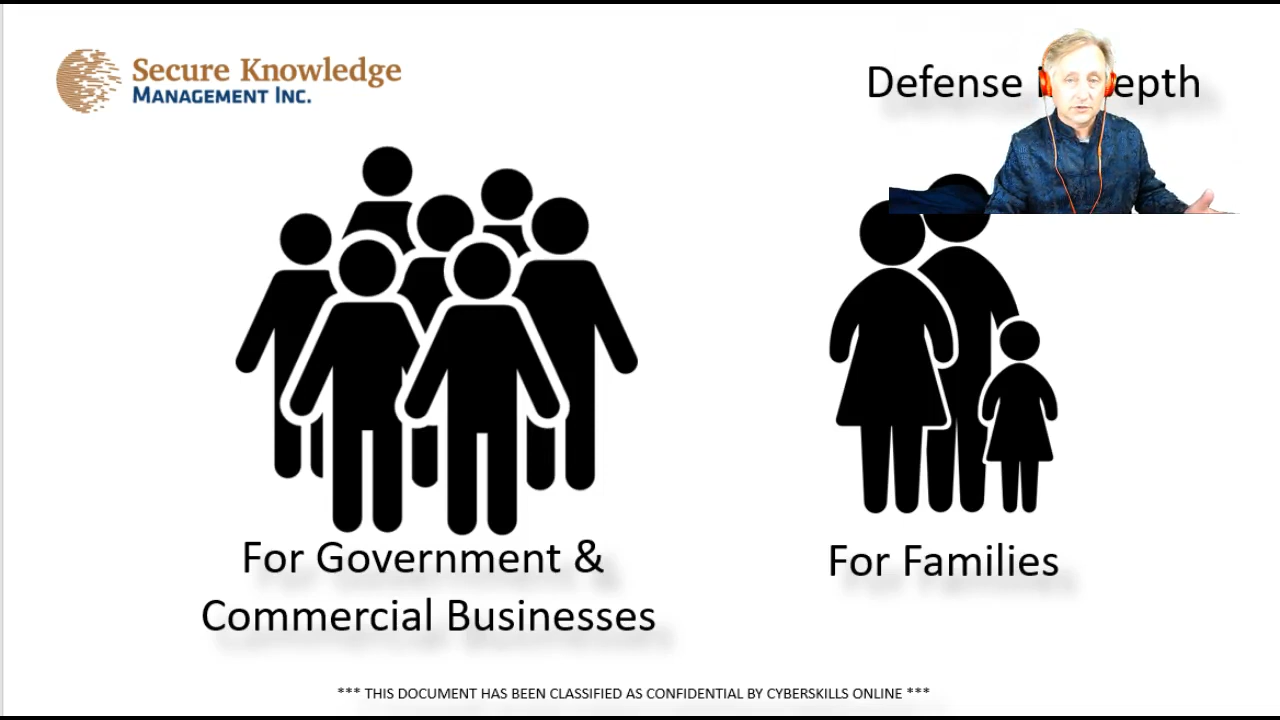 Secure Knowledge
MANAGEMENT INC.
Defense epth
For Government &
Commercial Businesses
For Families
*** THIS DOCUMENT HAS BEEN CLASSIFIED AS CONFIDENTIAL BY CYBERSKILLS ONLINE ***